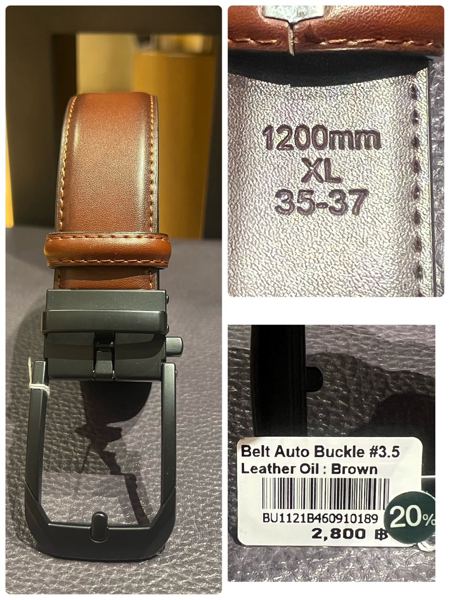 1200mm
XL
35-37
Belt Auto Buckle #3.5
Leather Oil : Brown
BU1121B460910189
2,800 ฿
20%